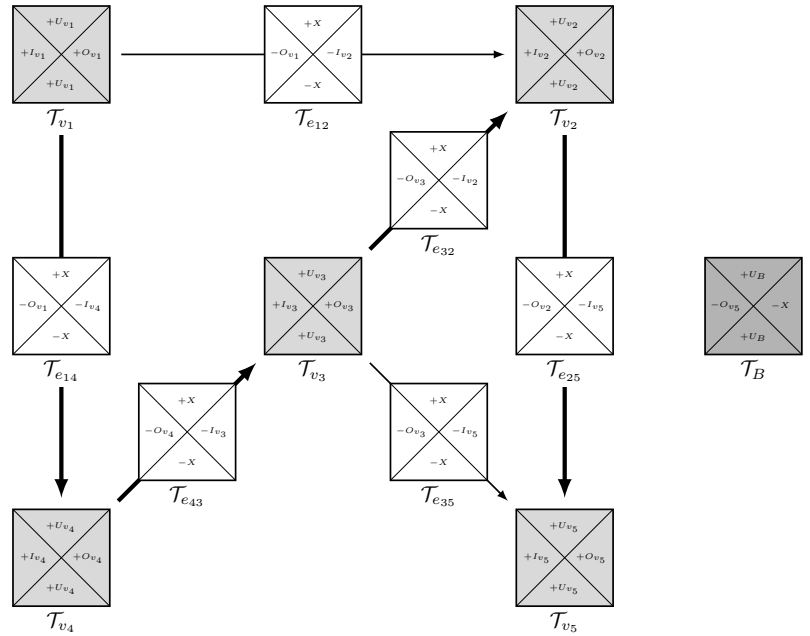 +U_{v_1}
+I_{v_1} +O_{v_1}
+U_{v_1}
𝒯_{v_1}
+X
−O_{v_1} −I_{v_2}
−X
𝒯_{e_{12}}
+U_{v_2}
+I_{v_2} +O_{v_2}
+U_{v_2}
𝒯_{v_2}
+X
−O_{v_3} −I_{v_2}
−X
𝒯_{e_{32}}
+X
−O_{v_1} −I_{v_4}
−X
𝒯_{e_{14}}
+U_{v_3}
+I_{v_3} +O_{v_3}
+U_{v_3}
𝒯_{v_3}
+X
−O_{v_2} −I_{v_5}
−X
𝒯_{e_{25}}
+U_B
−O_{v_5} −X
+U_B
𝒯_B
+X
−O_{v_4} −I_{v_3}
−X
𝒯_{e_{43}}
+X
−O_{v_3} −I_{v_5}
−X
𝒯_{e_{35}}
+U_{v_4}
+I_{v_4} +O_{v_4}
+U_{v_4}
𝒯_{v_4}
+U_{v_5}
+I_{v_5} +O_{v_5}
+U_{v_5}
𝒯_{v_5}